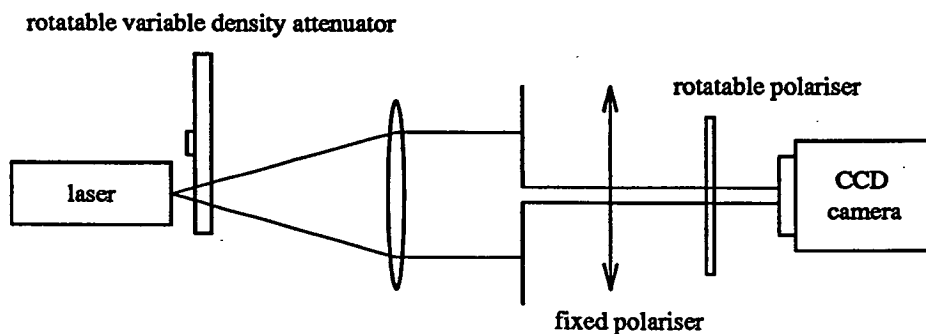 rotatable variable density attenuator
rotatable polariser
laser
CCD
camera
fixed polariser